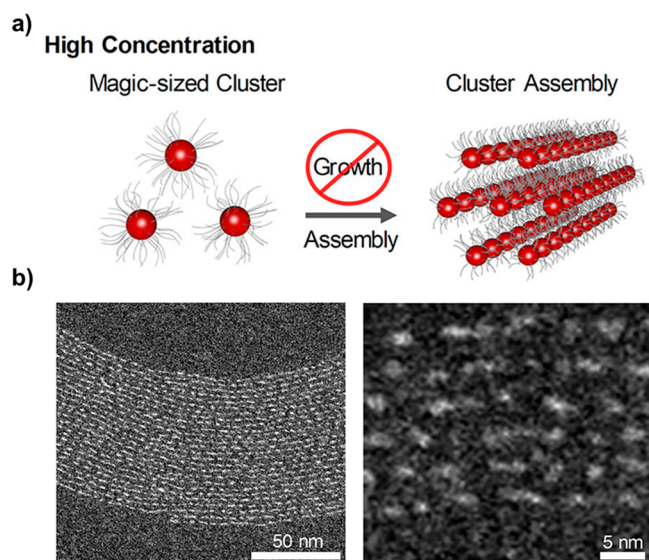 a)
High Concentration
Magic-sized Cluster
Cluster Assembly
Growth
Assembly
b)
50 nm
5 nm